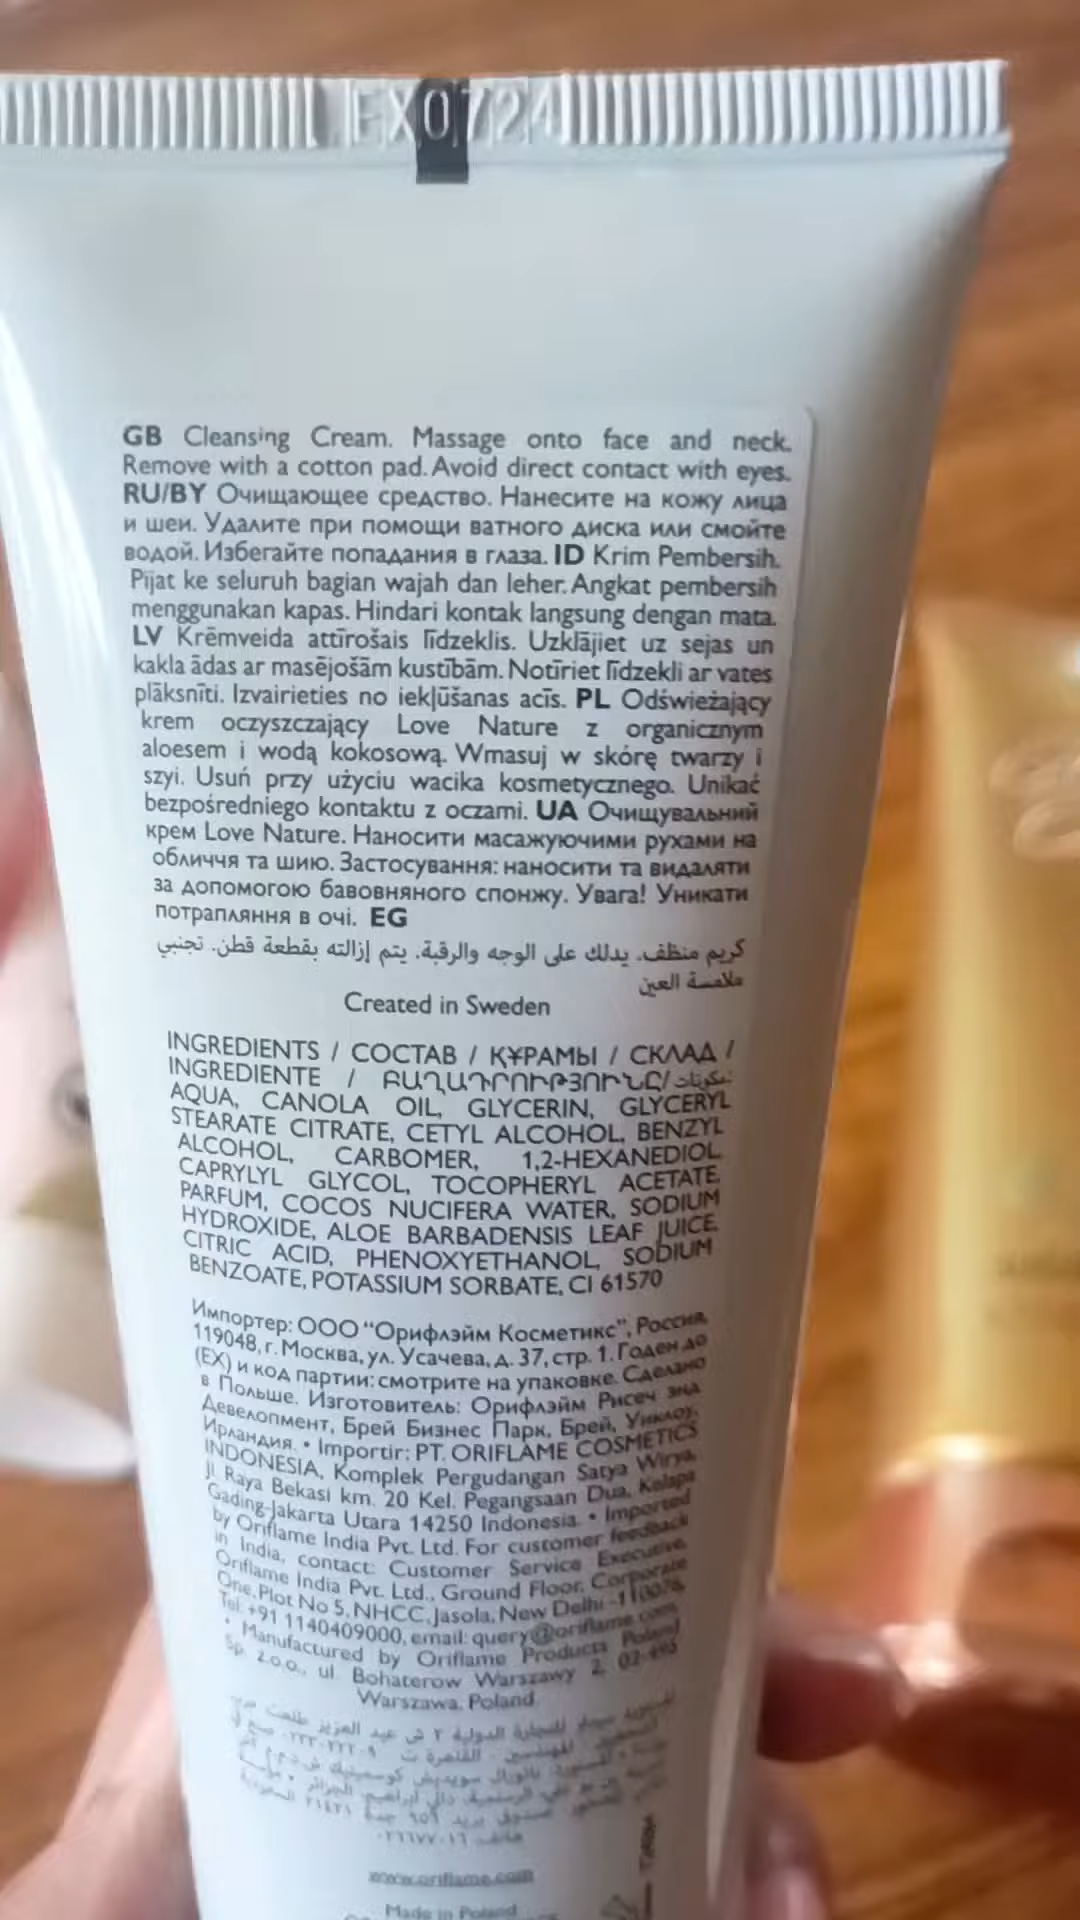 EX0724
GB Cleansing Cream. Massage onto face and neck.
Remove with a cotton pad. Avoid direct contact with eyes.
RU/BY Очищающее средство. Нанесите на кожу лица
и шеи. Удалите при помощи ватного диска или смойте
водой. Избегайте попадания в глаза. ID Krim Pembersih.
Pijat ke seluruh bagian wajah dan leher. Angkat pembersih
menggunakan kapas. Hindari kontak langsung dengan mata.
LV Krēmveida attīrošais līdzeklis. Uzklājiet uz sejas un
kakla ādas ar masējošām kustībām. Notīriet līdzekli ar vates
plāksnīti. Izvairieties no iekļūšanas acīs. PL Odświeżający
krem oczyszczający Love Nature z organicznym
aloesem i wodą kokosową. Wmasuj w skórę twarzy i
szyi. Usuń przy użyciu wacika kosmetycznego. Unikać
bezpośredniego kontaktu z oczami. UA Очищувальний
крем Love Nature. Наносити масажуючими рухами на
обличчя та шию. Застосування: наносити та видаляти
за допомогою бавовняного спонжу. Увага! Уникати
потрапляння в очі. EG
كريم منظف. يدلك على الوجه والرقبة. يتم إزالته بقطعة قطن. تجنبي
ملامسة العين
Created in Sweden
INGREDIENTS / СОСТАВ / ҚҰРАМЫ / СКЛАД /
INGREDIENTE / ԲԱՂԱԴՐՈՒԹՅՈՒՆԸ/
AQUA, CANOLA OIL, GLYCERIN, GLYCERYL
STEARATE CITRATE, CETYL ALCOHOL, BENZYL
ALCOHOL, CARBOMER, 1,2-HEXANEDIOL,
CAPRYLYL GLYCOL, TOCOPHERYL ACETATE,
PARFUM, COCOS NUCIFERA WATER, SODIUM
HYDROXIDE, ALOE BARBADENSIS LEAF JUICE,
CITRIC ACID, PHENOXYETHANOL, SODIUM
BENZOATE, POTASSIUM SORBATE, CI 61570
Импортер: ООО "Орифлэйм Косметикс", Россия,
119048, г. Москва, ул. Усачева, д. 37, стр. 1. Годен до
(EX) и код партии: смотрите на упаковке. Сделано
в Польше. Изготовитель: Орифлэйм Рисеч энд
Девелопмент, Брей Бизнес Парк, Брей, Уиклоу,
Ирландия. • Importir: PT. ORIFLAME COSMETICS
INDONESIA, Komplek Pergudangan Satya Wirya,
Jl. Raya Bekasi km. 20 Kel. Pegangsaan Dua, Kelapa
Gading-Jakarta Utara 14250 Indonesia. • Imported
by Oriflame India Pvt. Ltd. For customer feedback
in India, contact: Customer Service Executive,
Oriflame India Pvt. Ltd., Ground Floor, Corporate
One, Plot No 5, NHCC, Jasola, New Delhi -110076,
Tel: +91 1140409000, email: query@oriflame.com
• Manufactured by Oriflame Products Poland
Sp. z.o.o., ul. Bohaterow Warszawy 2, 02-495
Warszawa, Poland
www.oriflame.com
Made in Poland